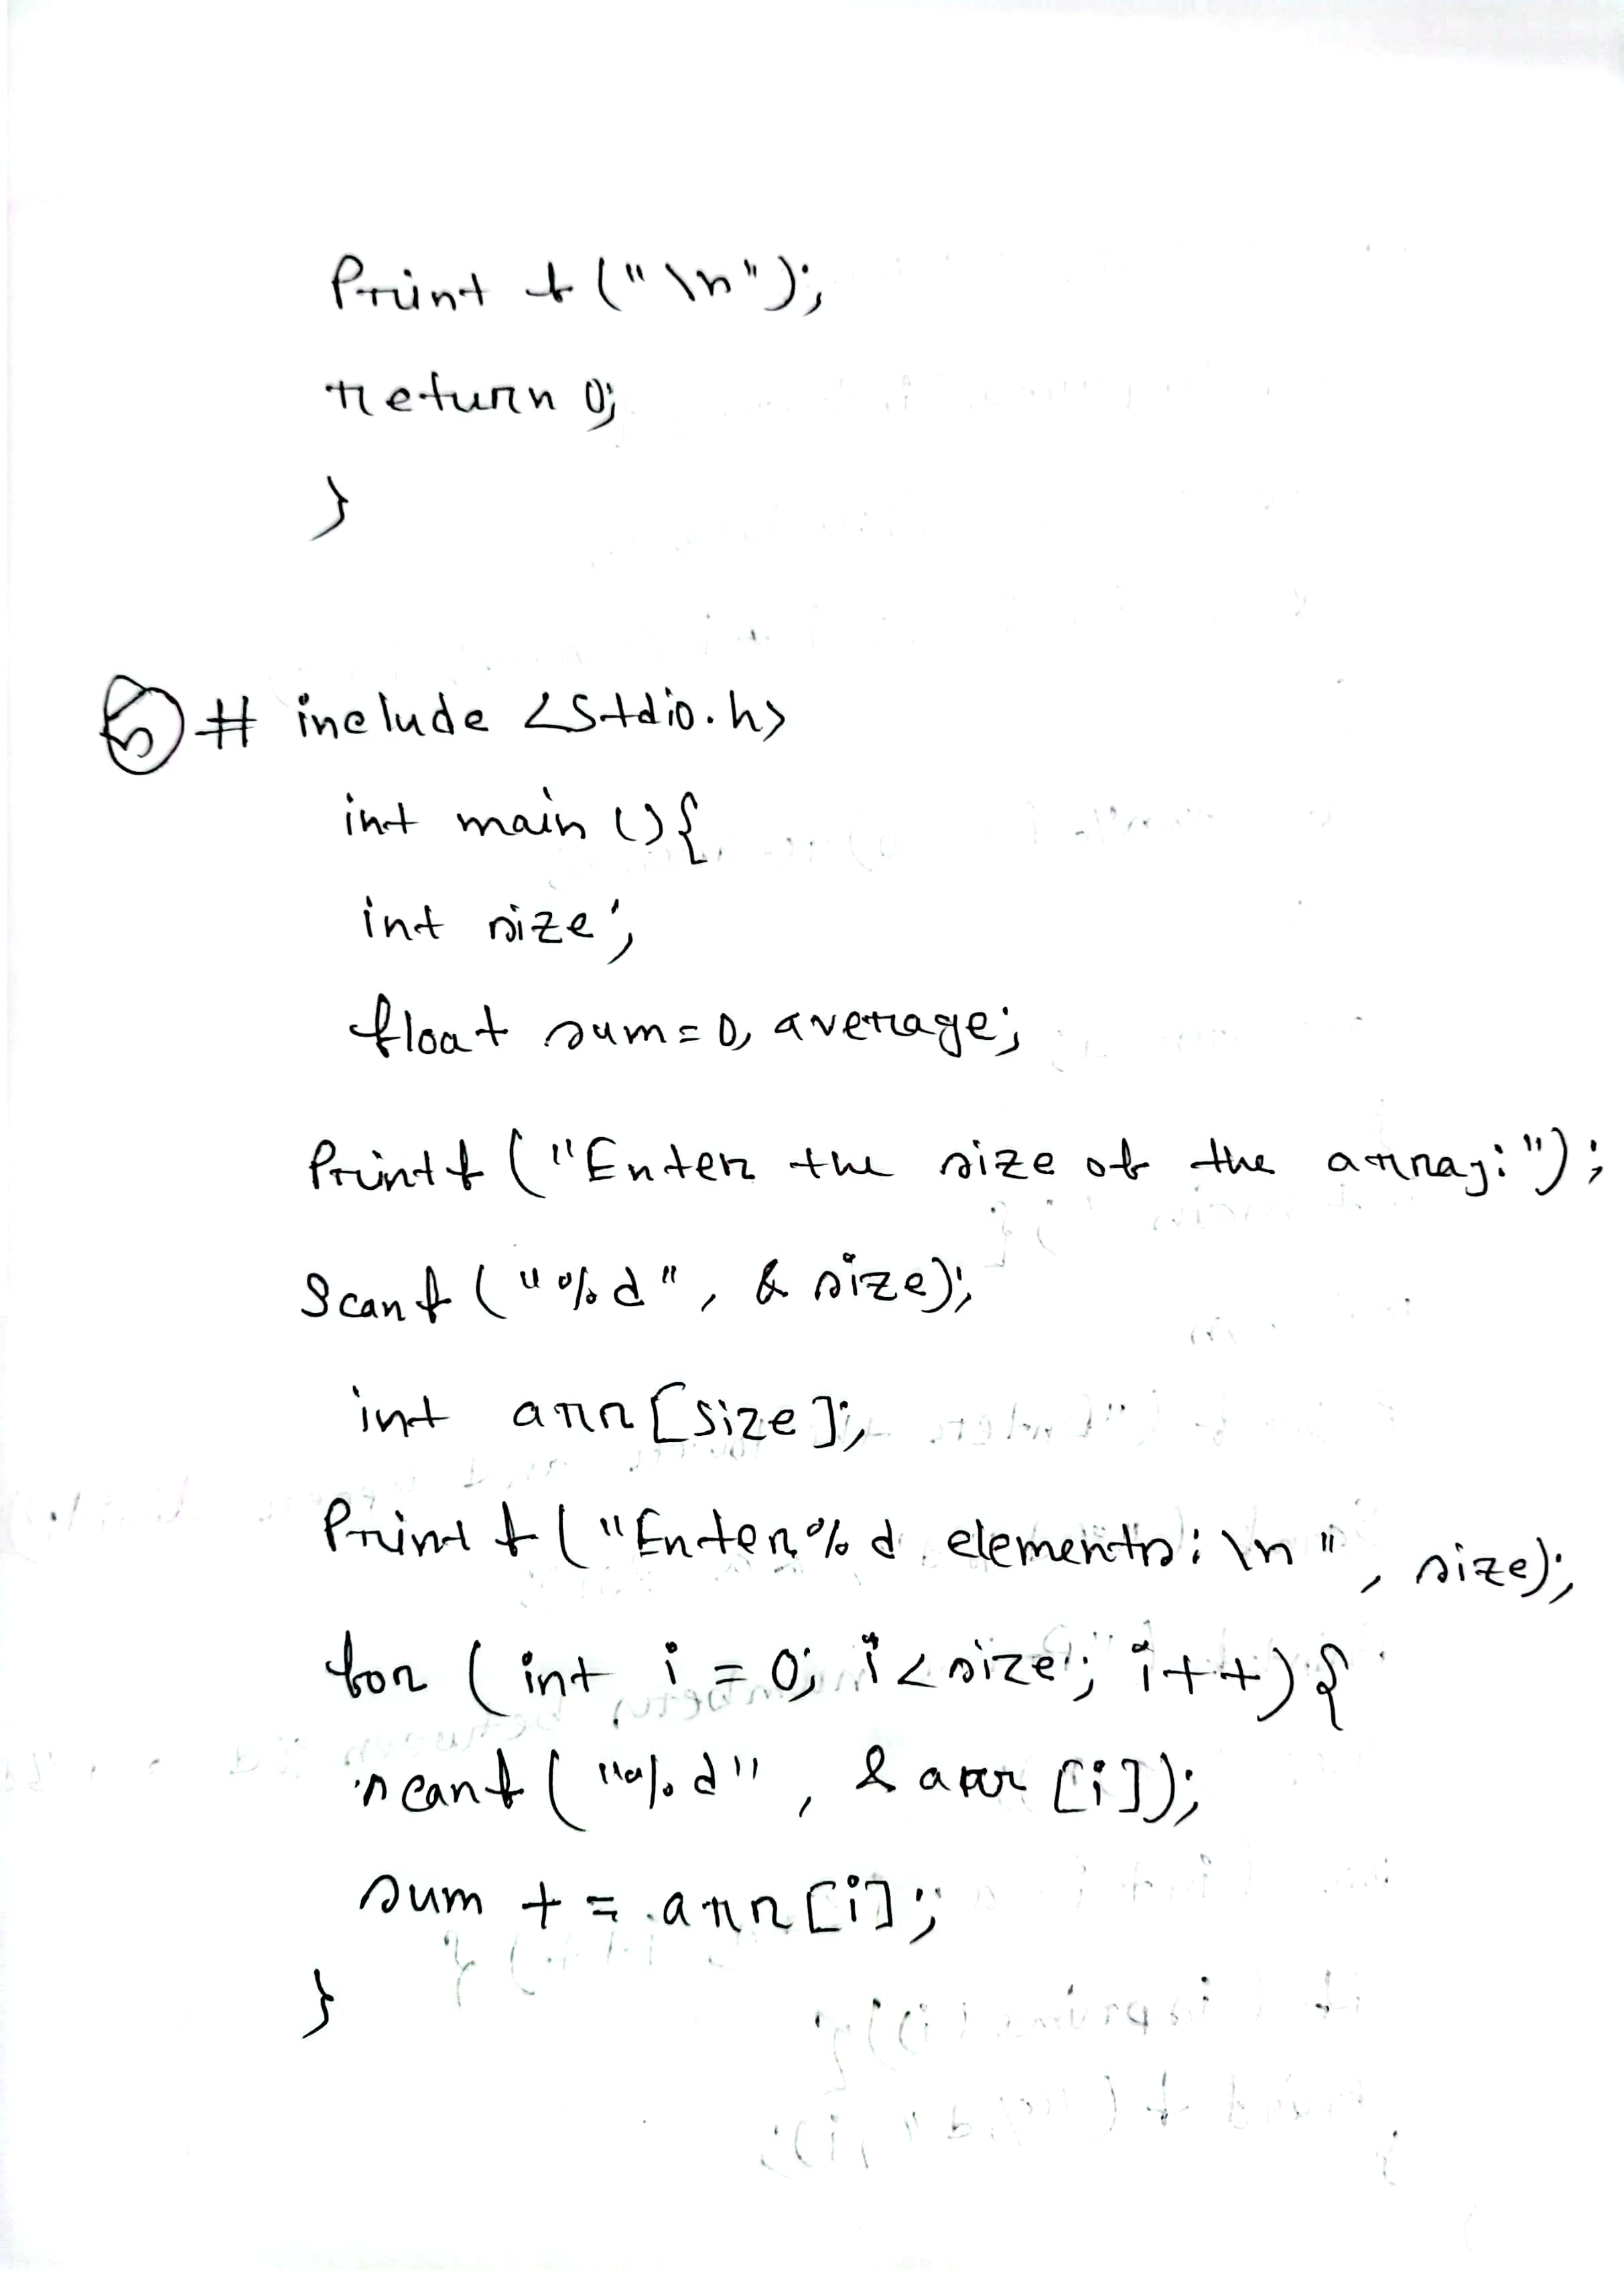 Printf("\n");
return 0;
}
5 # include <Stdio.h>
int main (){
int size;
float sum=0, average;
Printf ("Enter the size of the array:");
Scanf ("%d", & size);
int arr [size];
Printf ("Enter %d elements: \n", size);
for (int i = 0; i < size; i++) {
scanf ("%d", & arr [i]);
sum += arr [i];
}